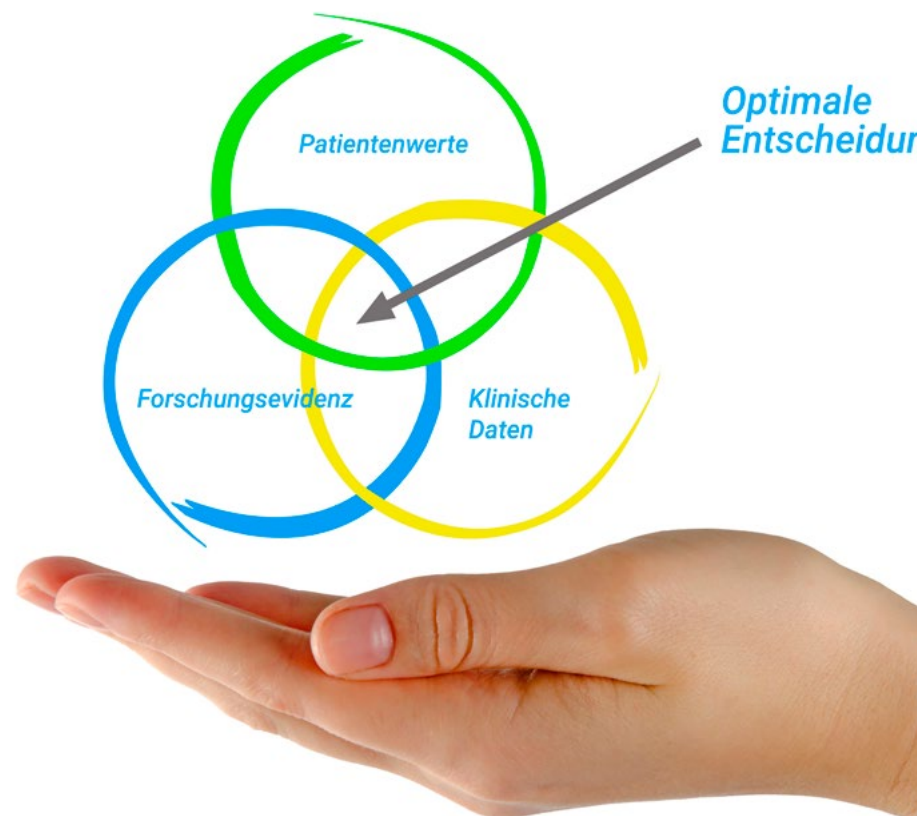 Patientenwerte
Optimale
Entscheidun
Forschungsevidenz
Klinische
Daten